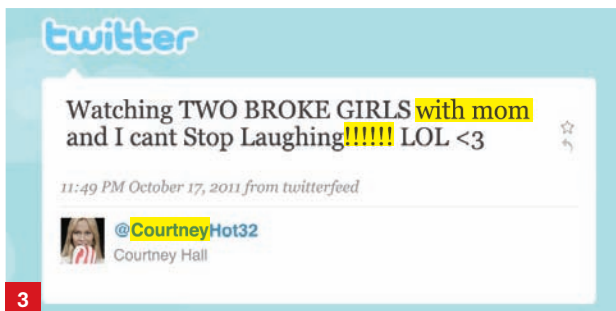 twitter
Watching TWO BROKE GIRLS with mom
and I cant Stop Laughing!!!!!! LOL <3
11:49 PM October 17, 2011 from twitterfeed
@CourtneyHot32
Courtney Hall
3